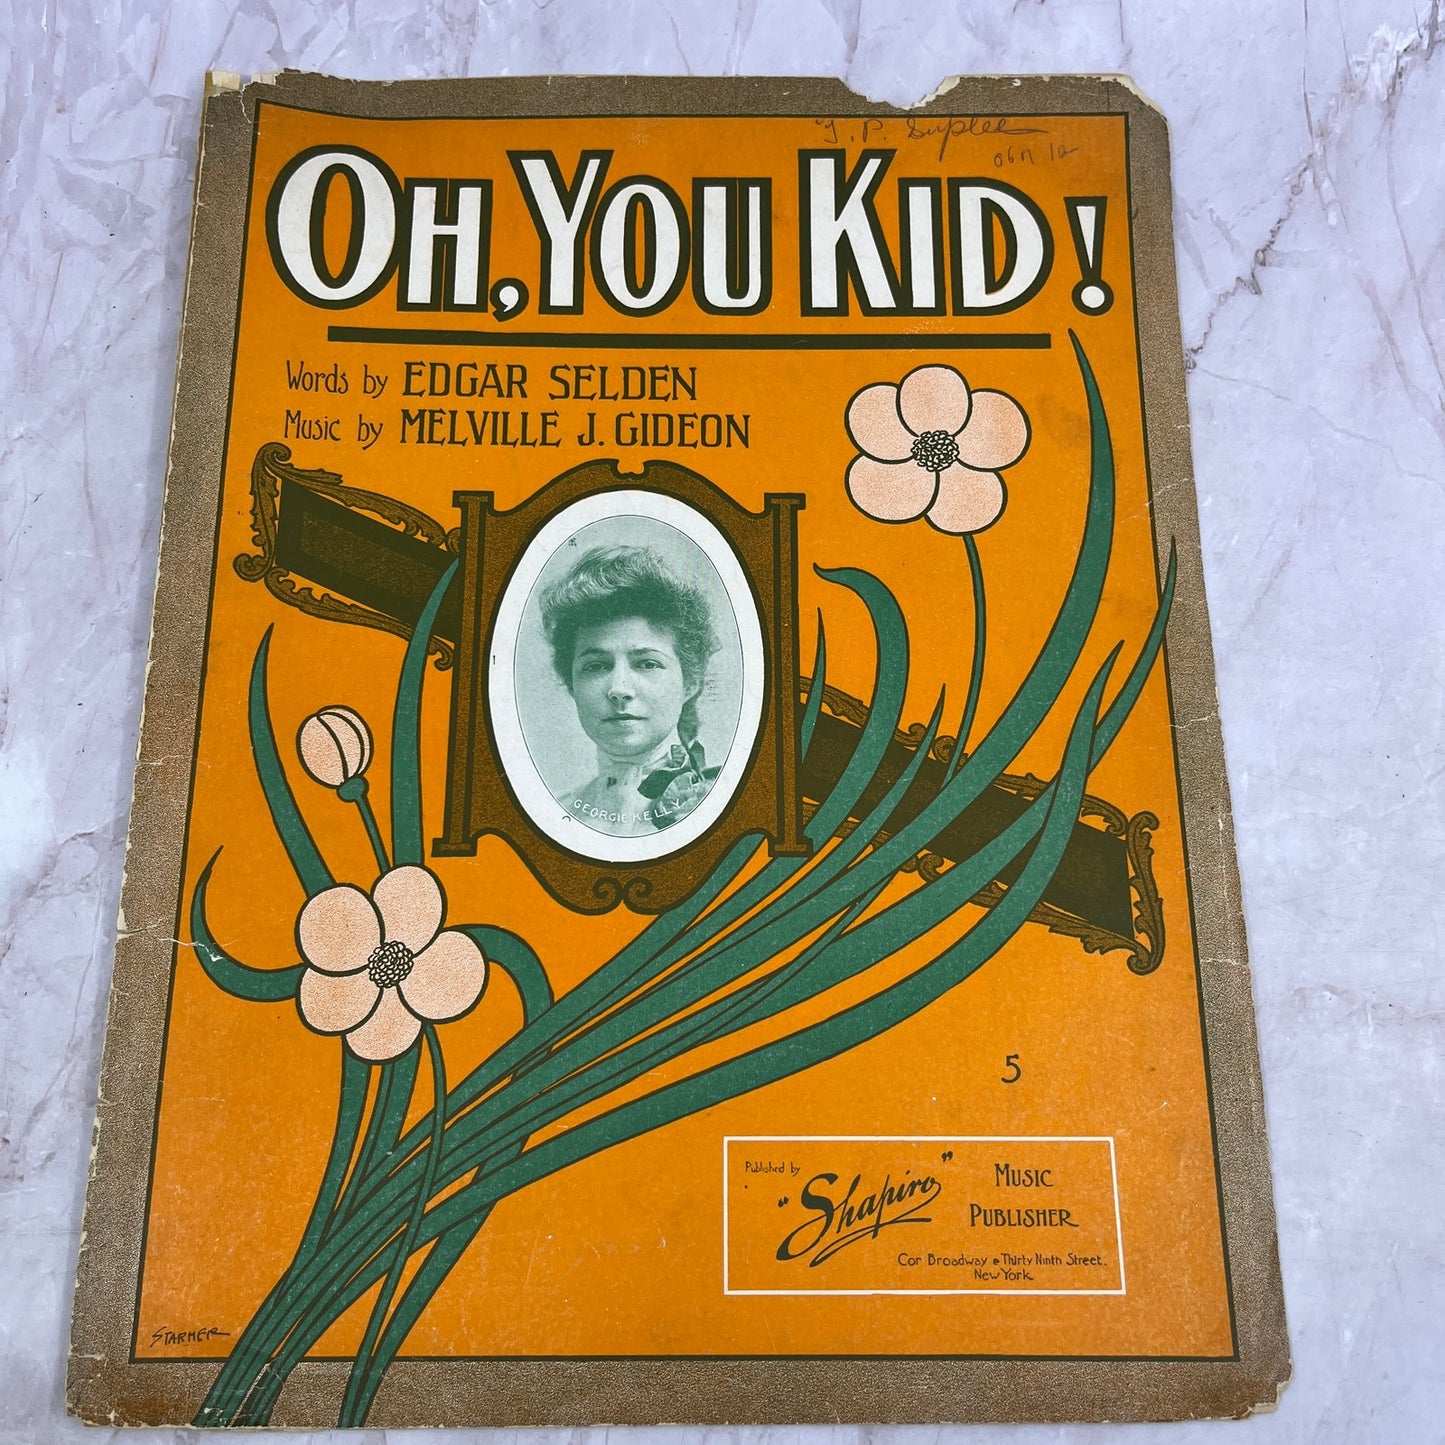 T. P. Suplee
OH, YOU KID!
Words by EDGAR SELDEN
Music by MELVILLE J. GIDEON
GEORGIE KELLY
5
Published by "Shapiro" MUSIC PUBLISHER
Cor Broadway & Thirty Ninth Street.
New York
STARMER